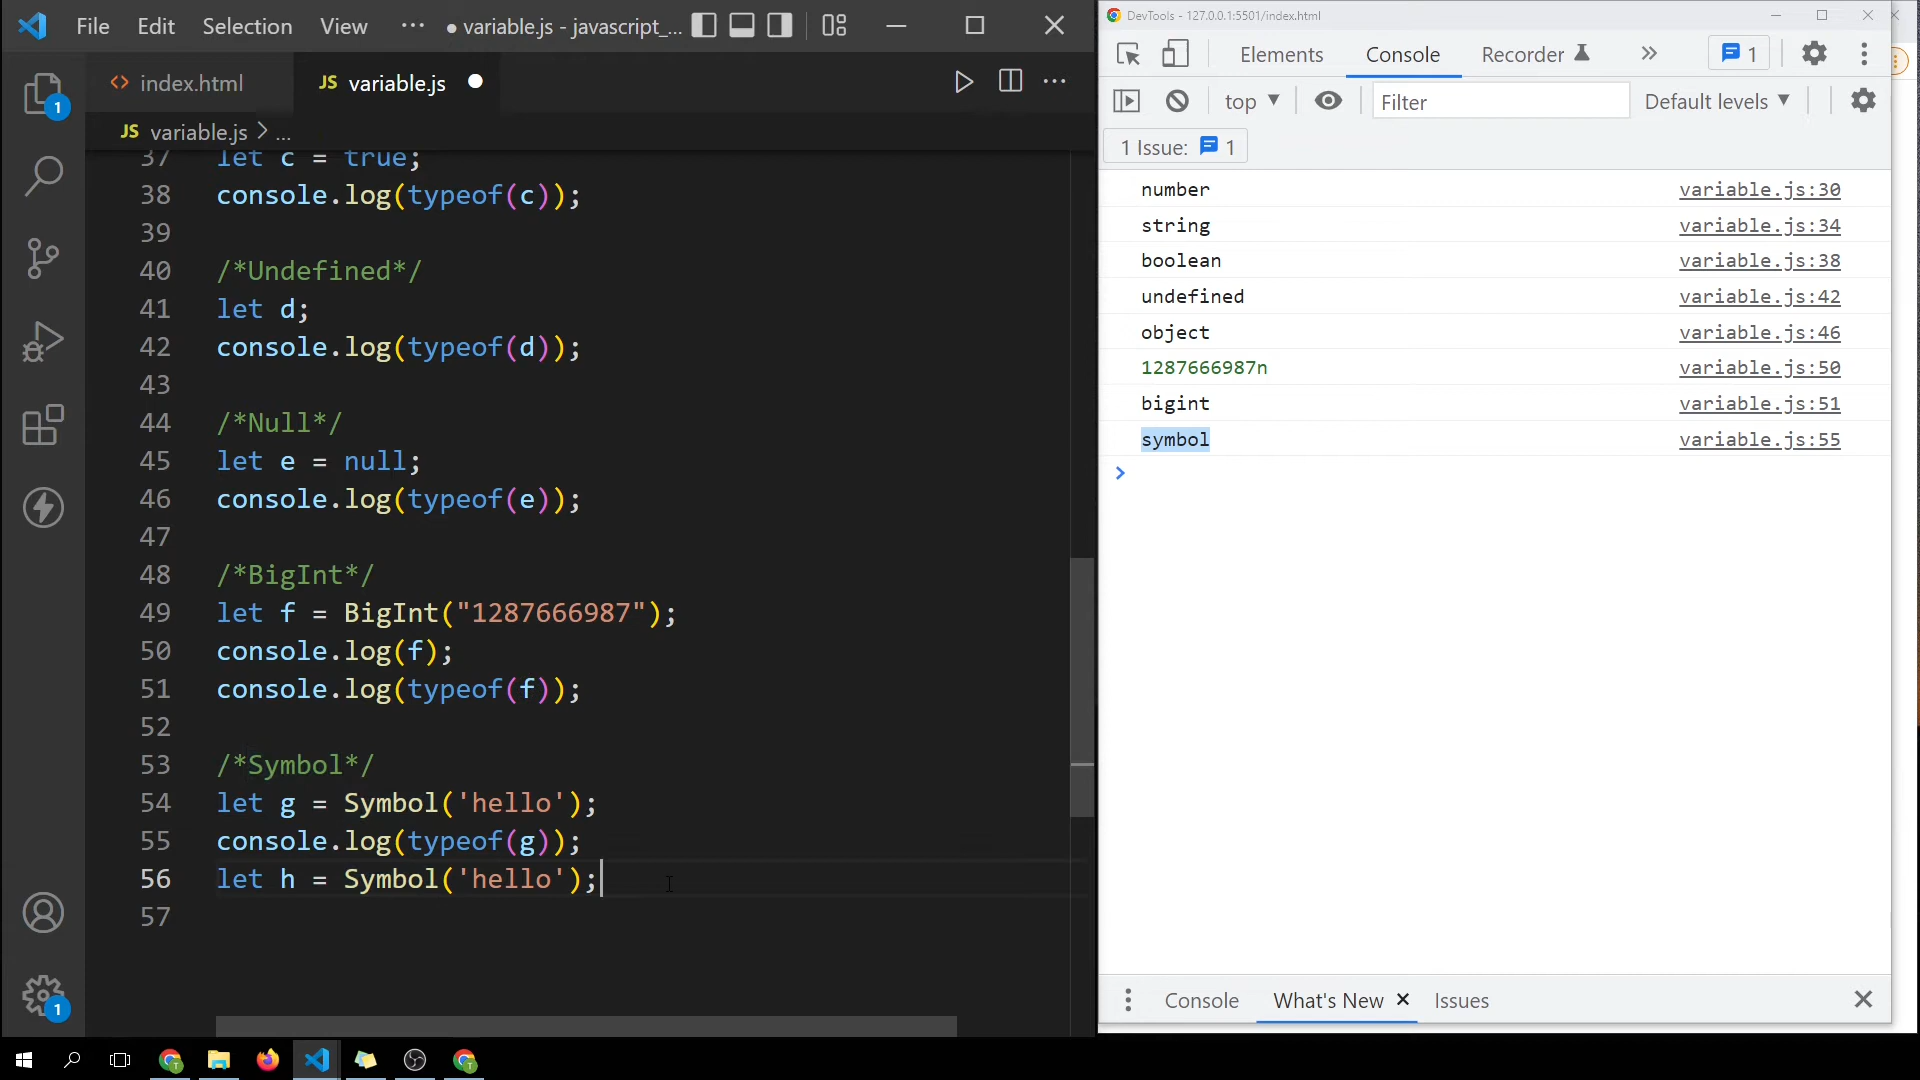 File Edit Selection View ··· ● variable.js - javascript_...
index.html
JS variable.js
JS variable.js > ...
37 let c = true;
38 console.log(typeof(c));
39
40 /*Undefined*/
41 let d;
42 console.log(typeof(d));
43
44 /*Null*/
45 let e = null;
46 console.log(typeof(e));
47
48 /*BigInt*/
49 let f = BigInt("1287666987");
50 console.log(f);
51 console.log(typeof(f));
52
53 /*Symbol*/
54 let g = Symbol('hello');
55 console.log(typeof(g));
56 let h = Symbol('hello');
57
1
1
DevTools - 127.0.0.1:5501/index.html
Elements Console Recorder 1
top Filter Default levels
1 Issue: 1
number variable.js:30
string variable.js:34
boolean variable.js:38
undefined variable.js:42
object variable.js:46
1287666987n variable.js:50
bigint variable.js:51
symbol variable.js:55
>
Console What's New Issues